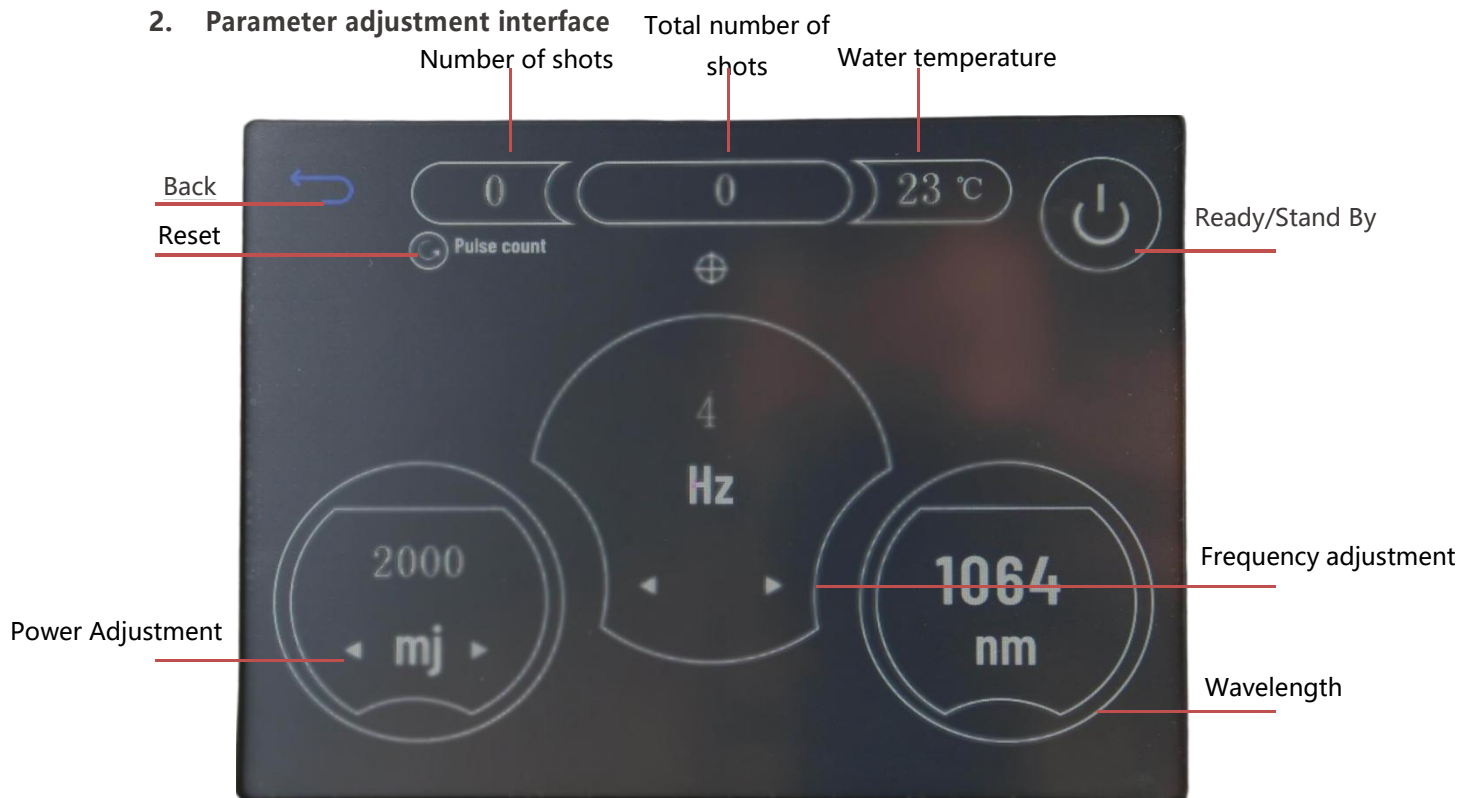 2. Parameter adjustment interface
Total number of
shots
Number of shots
Water temperature
Back
0
0
23 ℃
Ready/Stand By
Reset
Pulse count
4
Hz
2000
mj
1064
nm
Frequency adjustment
Power Adjustment
Wavelength